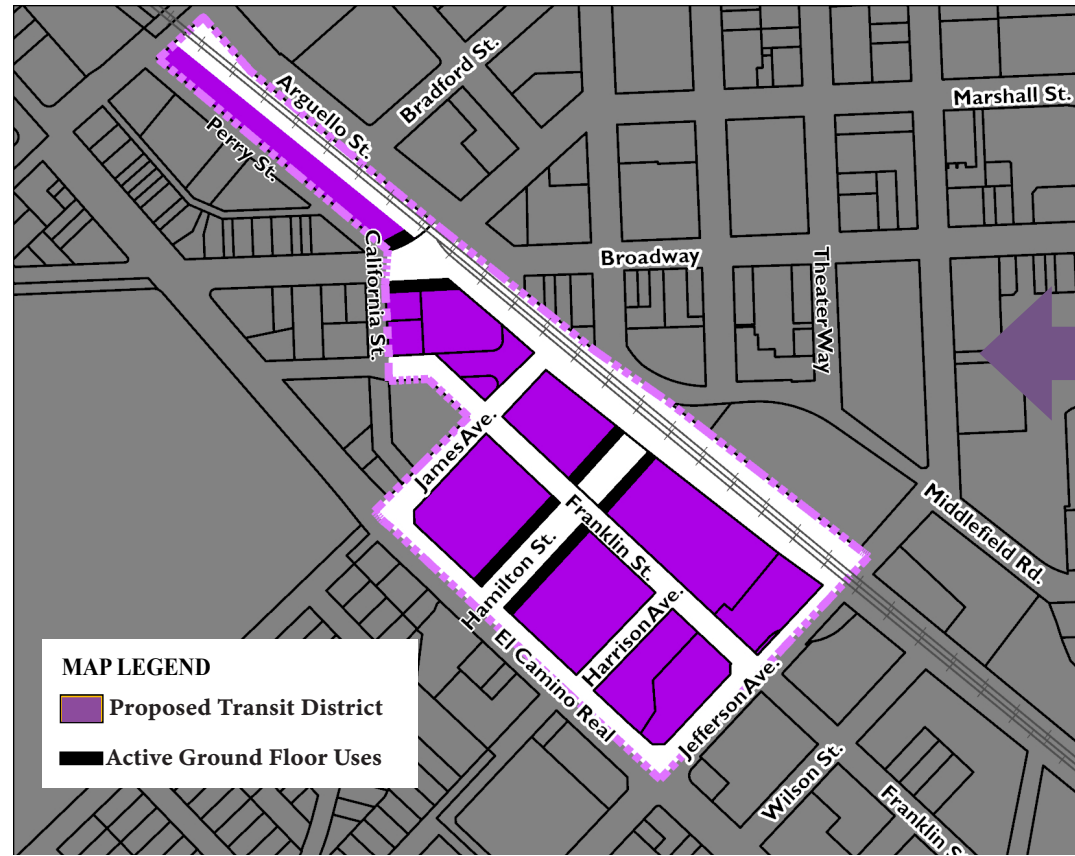 Bradford St.
Marshall St.
Arguello St.
Perry St.
California St.
Broadway
Theater Way
James Ave.
Middlefield Rd.
Franklin St.
Hamilton St.
Harrison Ave.
El Camino Real
Jefferson Ave.
Wilson St.
Franklin St.
MAP LEGEND
Proposed Transit District
Active Ground Floor Uses